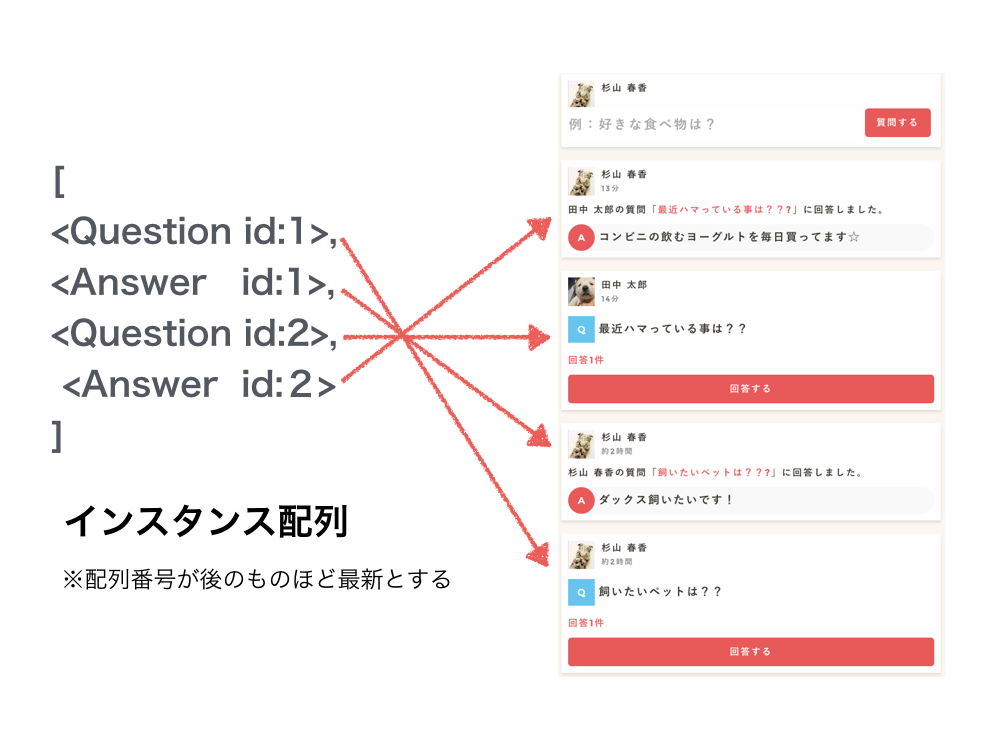 [
<Question id:1>,
<Answer id:1>,
<Question id:2>,
<Answer id:2>
]
インスタンス配列
※配列番号が後のものほど最新とする
杉山 春香
例：好きな食べ物は？
質問する
杉山 春香
13分
田中 太郎の質問「最近ハマっている事は？？?」に回答しました。
A コンビニの飲むヨーグルトを毎日買ってます☆
田中 太郎
14分
Q 最近ハマっている事は？？
回答1件
回答する
杉山 春香
約2時間
杉山 春香の質問「飼いたいペットは？？?」に回答しました。
A ダックス飼いたいです！
杉山 春香
約2時間
Q 飼いたいペットは？？
回答1件
回答する